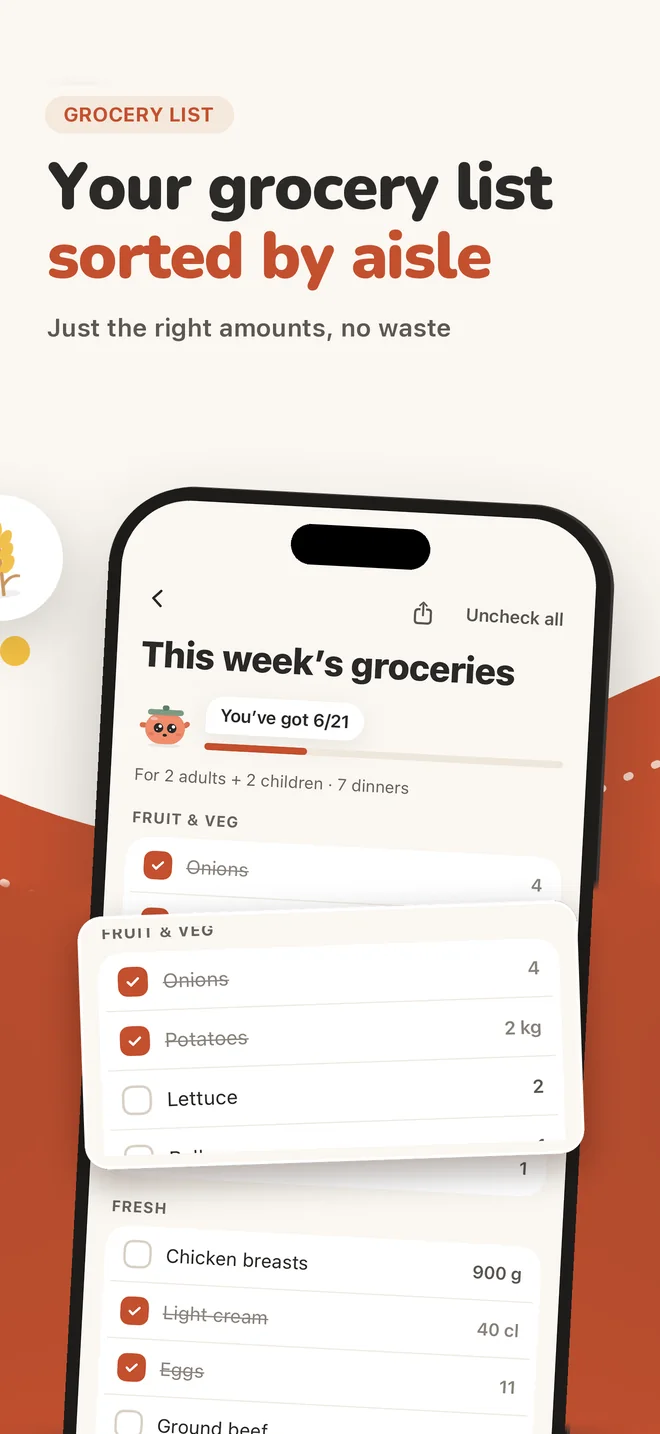 GROCERY LIST
Your grocery list
sorted by aisle
Just the right amounts, no waste
Uncheck all
This week’s groceries
You’ve got 6/21
For 2 adults + 2 children · 7 dinners
FRUIT & VEG
Onions 4
FRUIT & VEG
Onions 4
Potatoes 2 kg
Lettuce 2
1
FRESH
Chicken breasts 900 g
Light cream 40 cl
Eggs 11
Ground beef